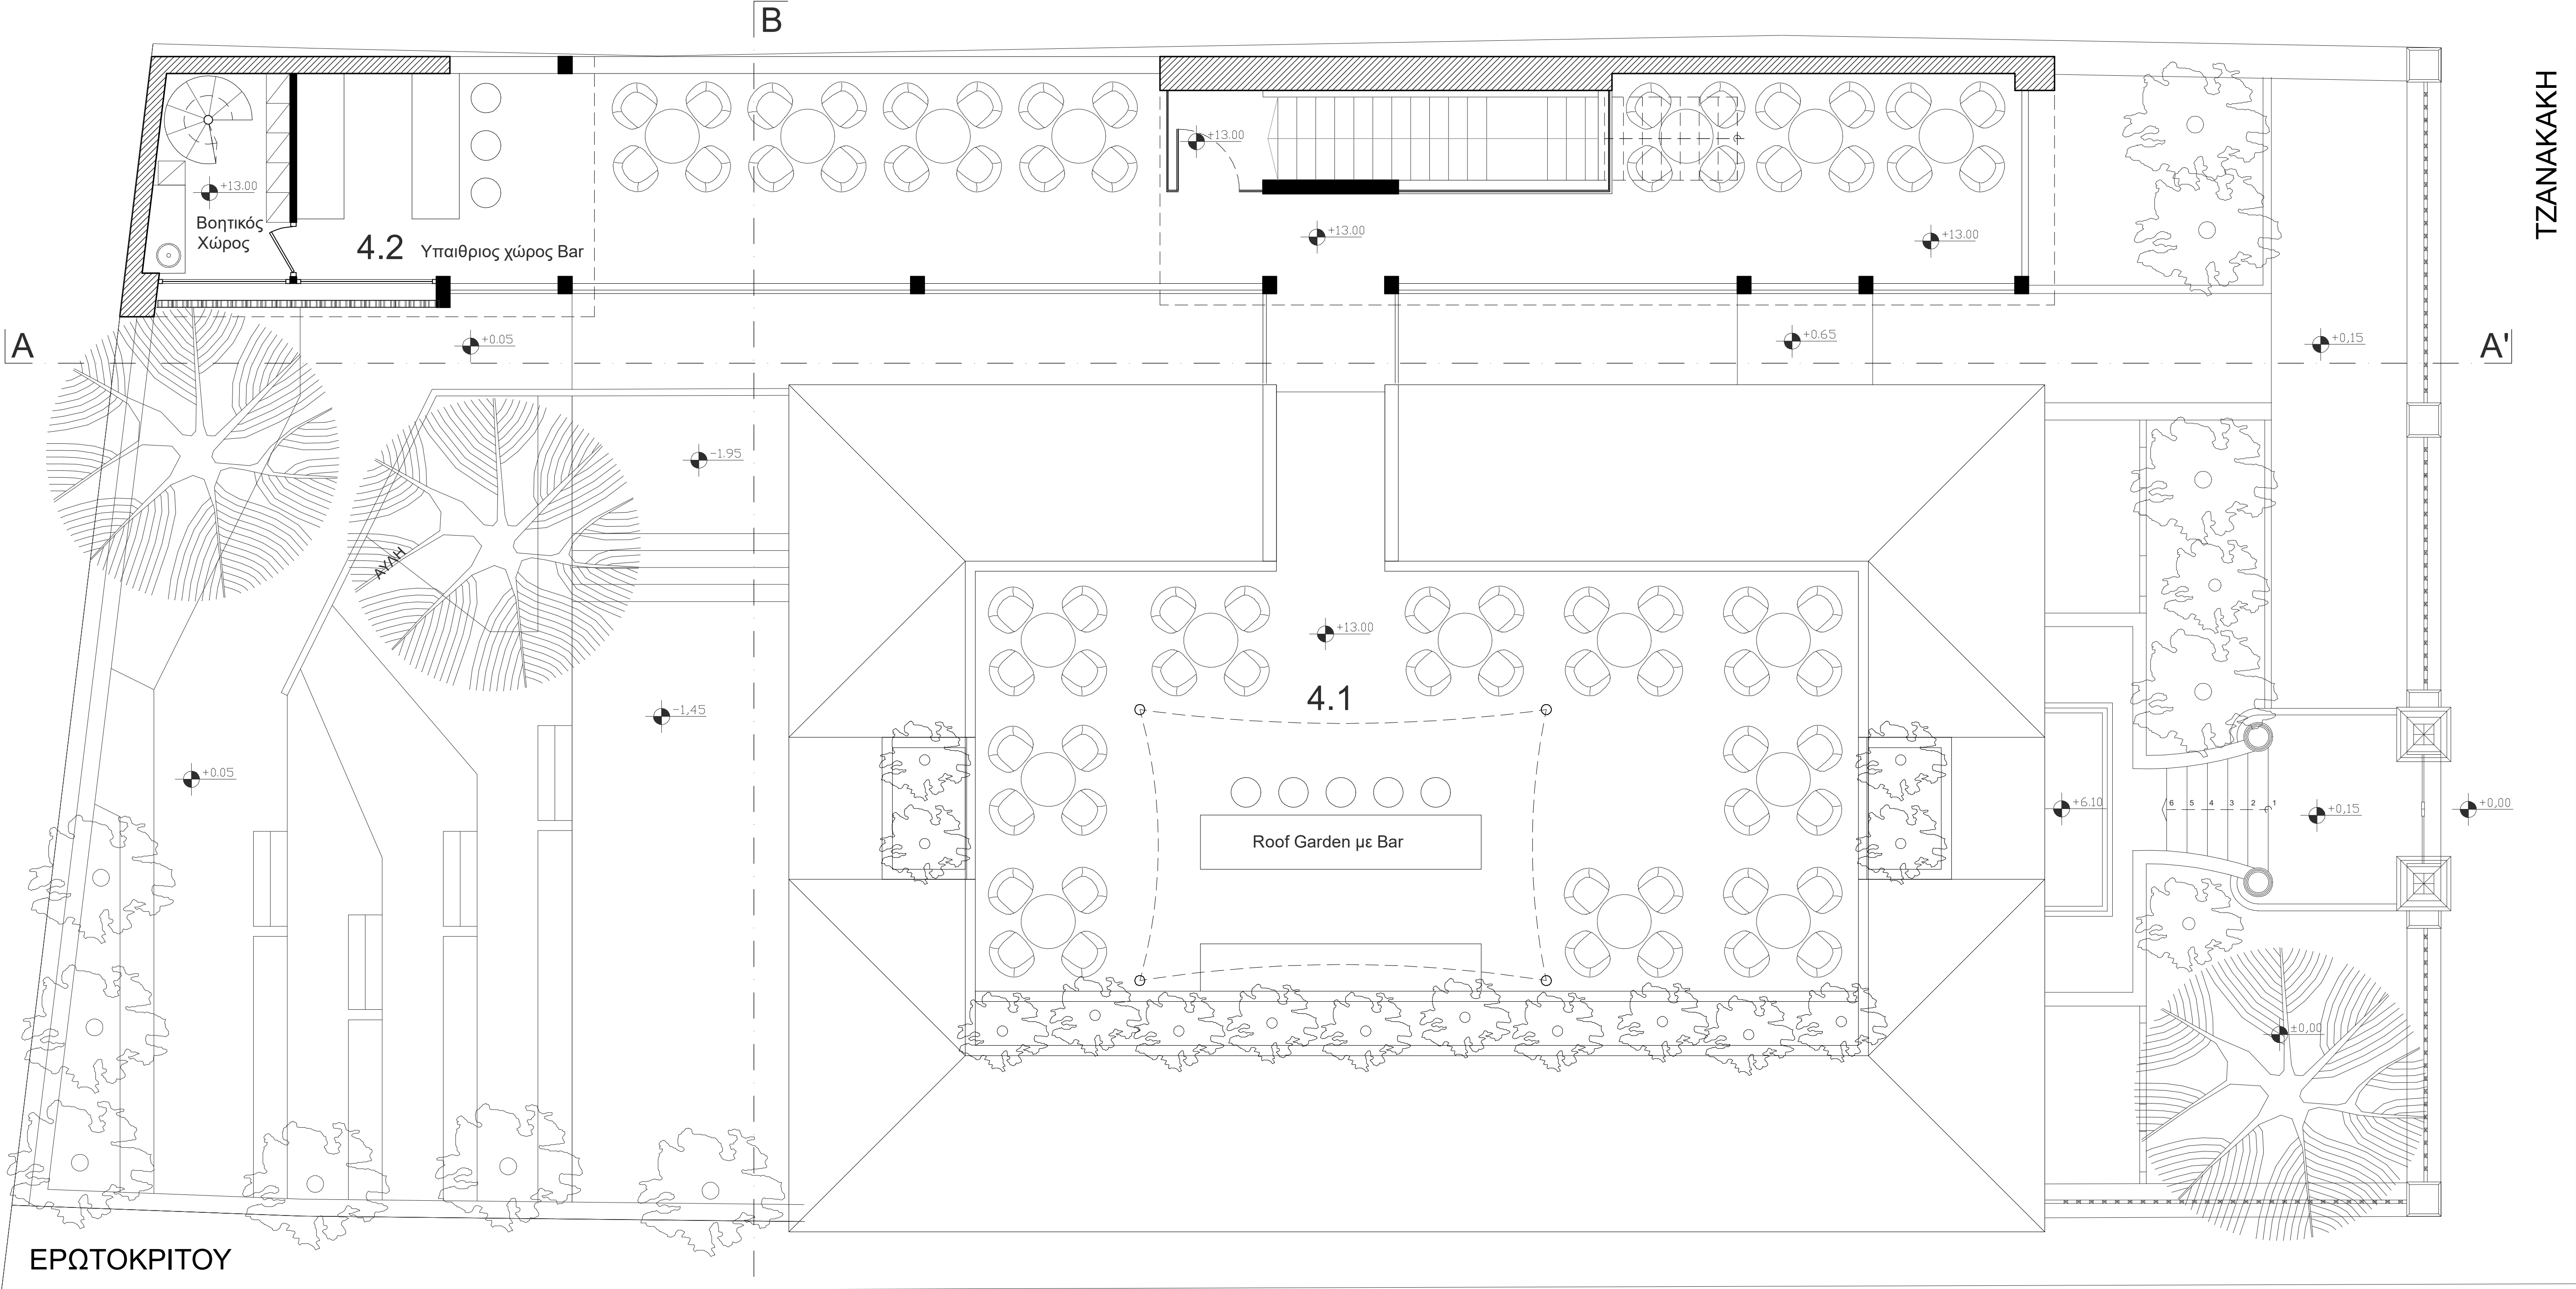 B
ΤΖΑΝΑΚΑΚΗ
+13.00
+13.00
Βοητικός
Χώρος
4.2 Υπαιθριος χώρος Bar
+13.00
+13.00
A
+0.05
+0.65
+0,15
A'
-1.95
ΑΥΛΗ
+13.00
4.1
-1,45
+0.05
Roof Garden με Bar
+6.10
6 5 4 3 2 1
+0,15
+0,00
±0,00
ΕΡΩΤΟΚΡΙΤΟΥ